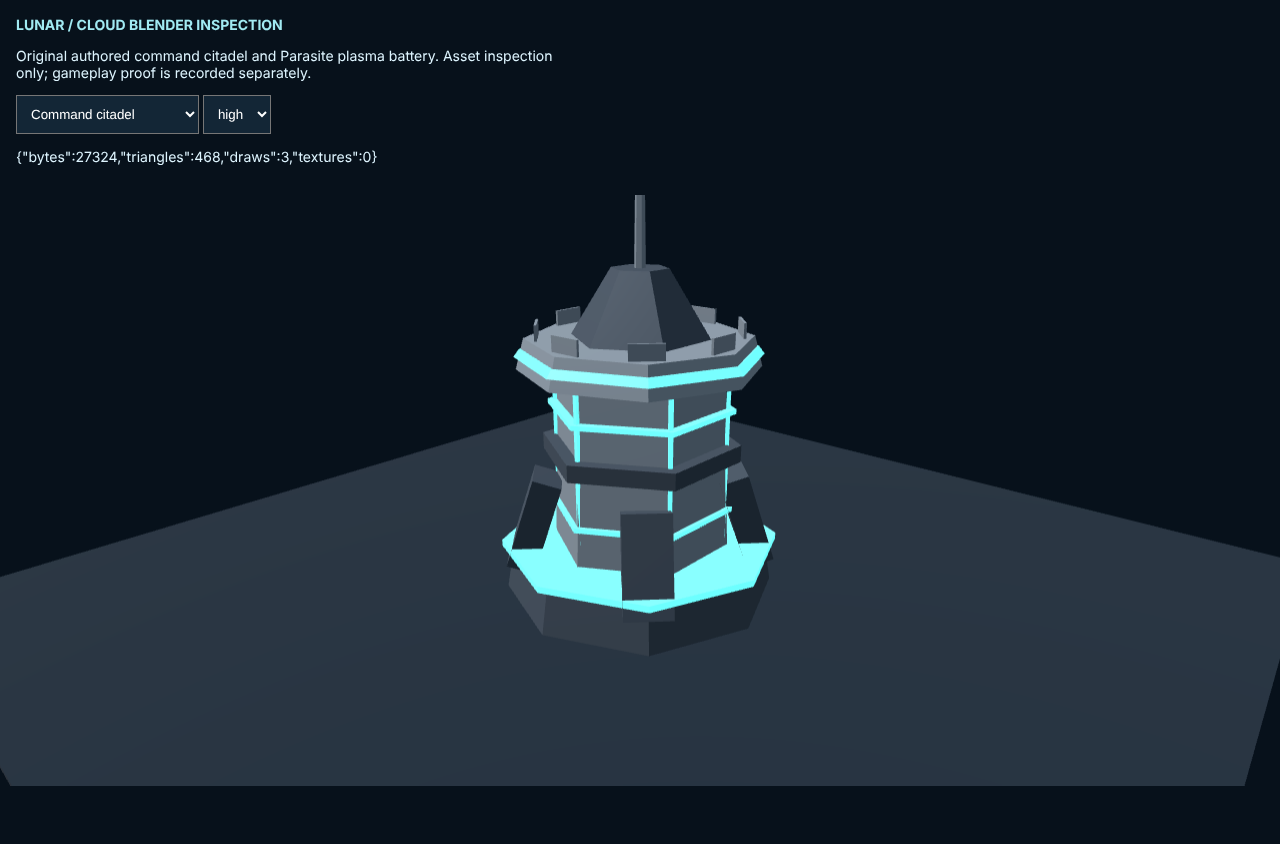 LUNAR / CLOUD BLENDER INSPECTION
Original authored command citadel and Parasite plasma battery. Asset inspection
only; gameplay proof is recorded separately.
Command citadel high
{"bytes":27324,"triangles":468,"draws":3,"textures":0}